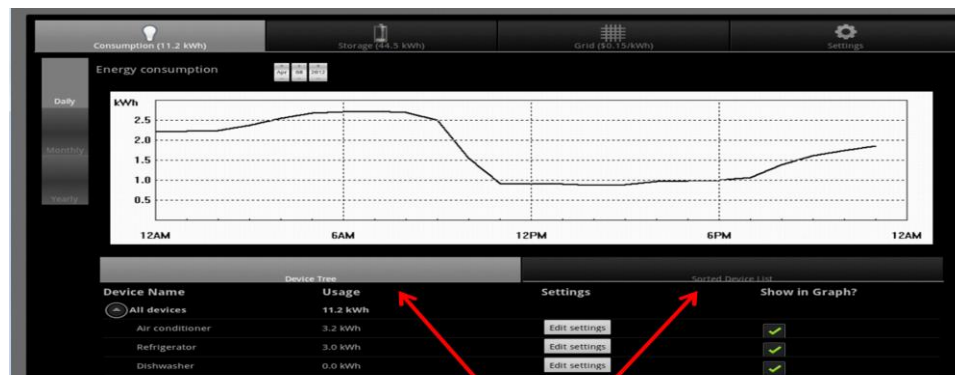 Consumption (11.2 kWh) Storage (44.5 kWh) Grid ($0.15/kWh) Settings
Energy consumption Apr 08 2012
Daily
Monthly
Yearly
kWh
2.5
2.0
1.5
1.0
0.5
12AM 6AM 12PM 6PM 12AM
Device Tree Sorted Device List
Device Name Usage Settings Show in Graph?
All devices 11.2 kWh
Air conditioner 3.2 kWh Edit settings
Refrigerator 3.0 kWh Edit settings
Dishwasher 0.0 kWh Edit settings